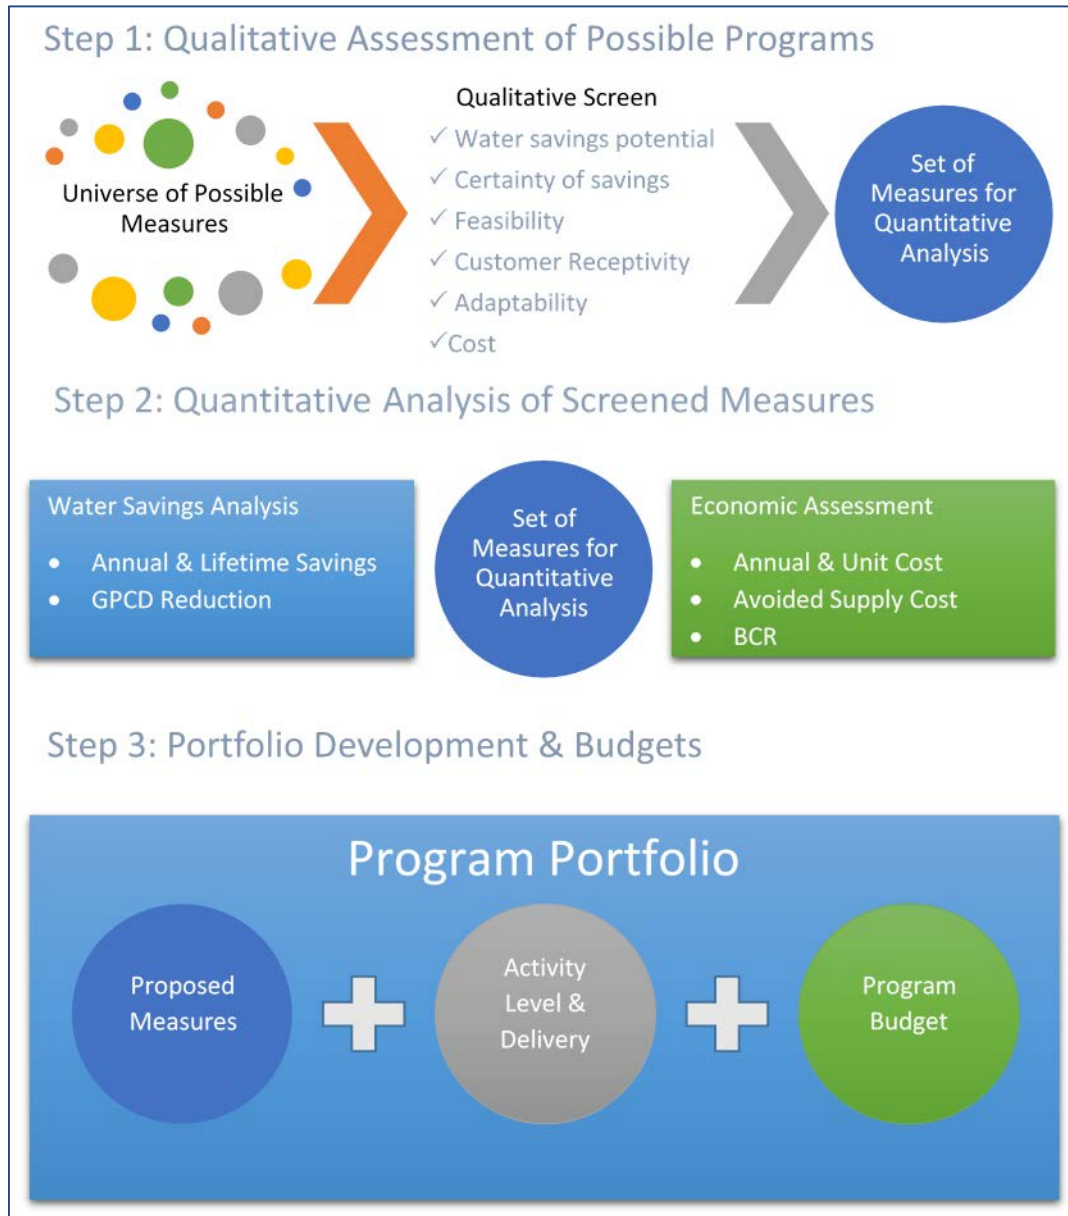 Step 1: Qualitative Assessment of Possible Programs
Universe of Possible
Measures
Qualitative Screen
✓ Water savings potential
✓ Certainty of savings
✓ Feasibility
✓ Customer Receptivity
✓ Adaptability
✓Cost
Set of
Measures for
Quantitative
Analysis
Step 2: Quantitative Analysis of Screened Measures
Water Savings Analysis
• Annual & Lifetime Savings
• GPCD Reduction
Set of
Measures for
Quantitative
Analysis
Economic Assessment
• Annual & Unit Cost
• Avoided Supply Cost
• BCR
Step 3: Portfolio Development & Budgets
Program Portfolio
Proposed
Measures
Activity
Level &
Delivery
Program
Budget